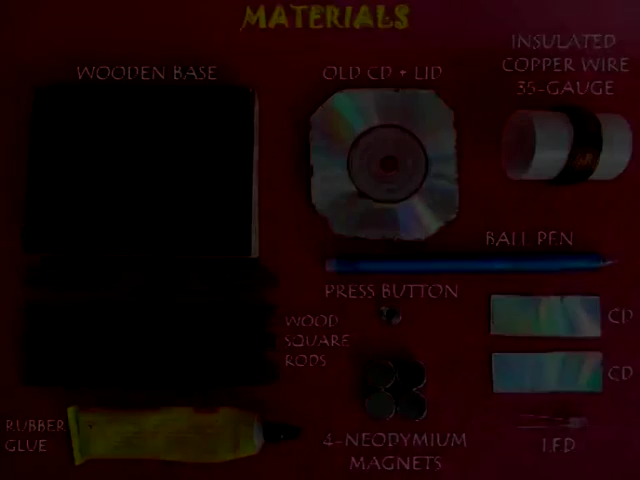 MATERIALS
WOODEN BASE
OLD CD + LID
INSULATED
COPPER WIRE
35-GAUGE
BALL PEN
PRESS BUTTON
WOOD
SQUARE
RODS
CD
CD
RUBBER
GLUE
4-NEODYMIUM
MAGNETS
LED